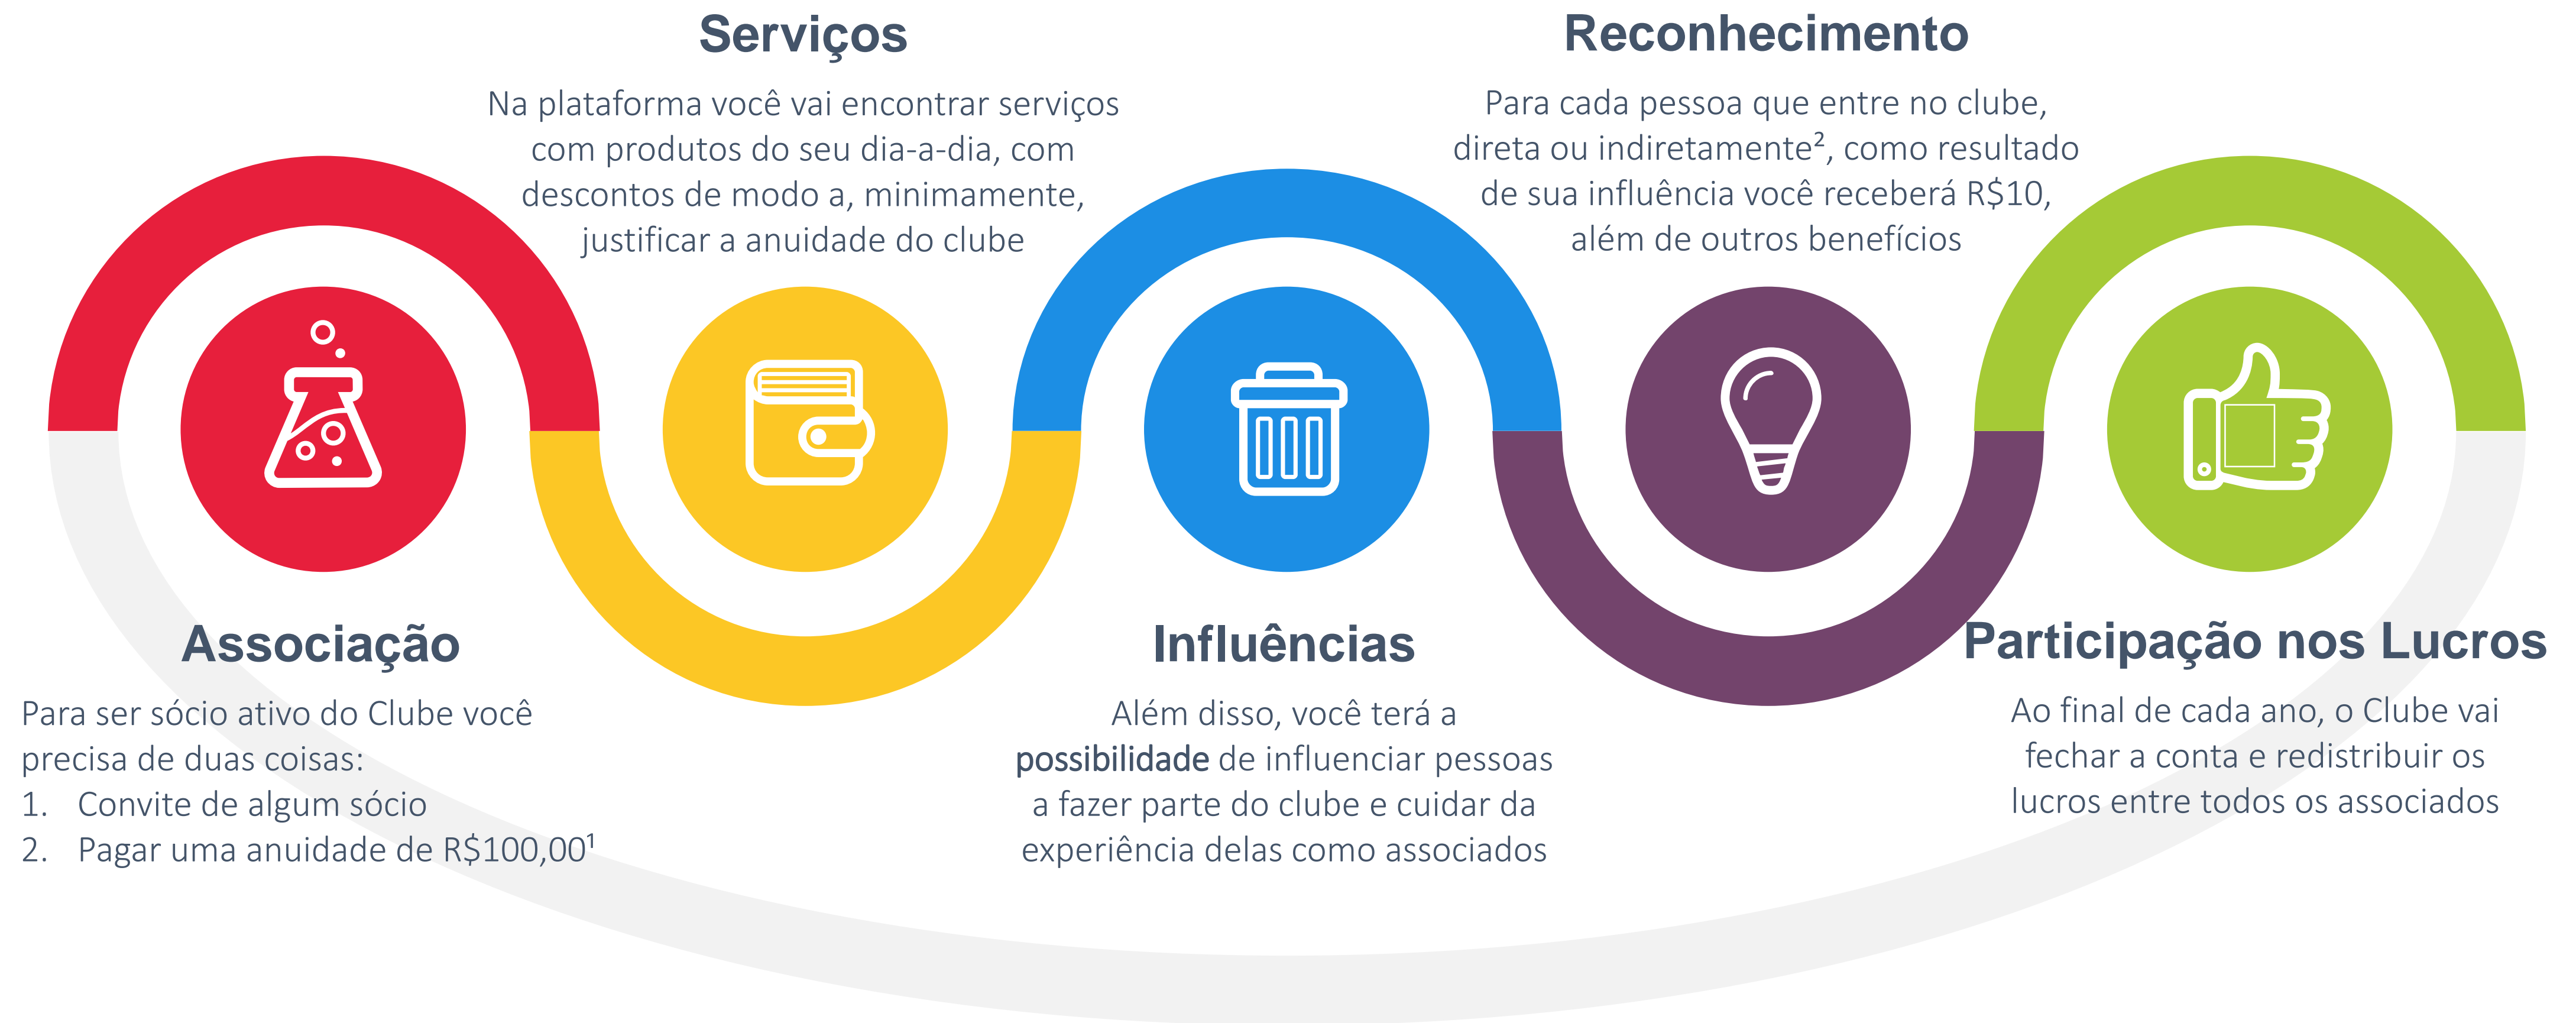 Serviços
Na plataforma você vai encontrar serviços
com produtos do seu dia-a-dia, com
descontos de modo a, minimamente,
justificar a anuidade do clube
Reconhecimento
Para cada pessoa que entre no clube,
direta ou indiretamente², como resultado
de sua influência você receberá R$10,
além de outros benefícios
Associação
Para ser sócio ativo do Clube você
precisa de duas coisas:
1. Convite de algum sócio
2. Pagar uma anuidade de R$100,00¹
Influências
Além disso, você terá a
possibilidade de influenciar pessoas
a fazer parte do clube e cuidar da
experiência delas como associados
Participação nos Lucros
Ao final de cada ano, o Clube vai
fechar a conta e redistribuir os
lucros entre todos os associados